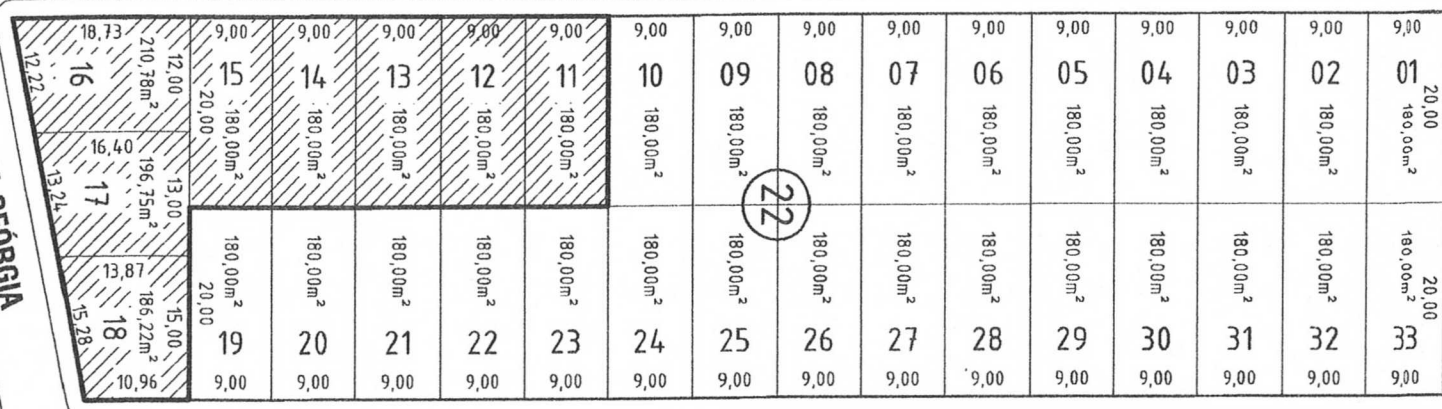 18,73 9,00 9,00 9,00 9,00 9,00 9,00 9,00 9,00 9,00 9,00 9,00 9,00 9,00 9,00 9,00
12,22 16 210,78m² 12,00 15 14 13 12 11 10 09 08 07 06 05 04 03 02 01 20,00
20,00 180,00m² 180,00m² 180,00m² 180,00m² 180,00m² 180,00m² 180,00m² 180,00m² 180,00m² 180,00m² 180,00m² 180,00m² 180,00m² 180,00m² 180,00m²
16,40
13,24 17 196,75m² 13,00
22
180,00m² 180,00m² 180,00m² 180,00m² 180,00m² 180,00m² 180,00m² 180,00m² 180,00m² 180,00m² 180,00m² 180,00m² 180,00m² 180,00m² 180,00m²
13,87 20,00 20,00
15,28 18 186,22m² 15,00 19 20 21 22 23 24 25 26 27 28 29 30 31 32 33
10,96 9,00 9,00 9,00 9,00 9,00 9,00 9,00 9,00 9,00 9,00 9,00 9,00 9,00 9,00 9,00
GEÓRGIA